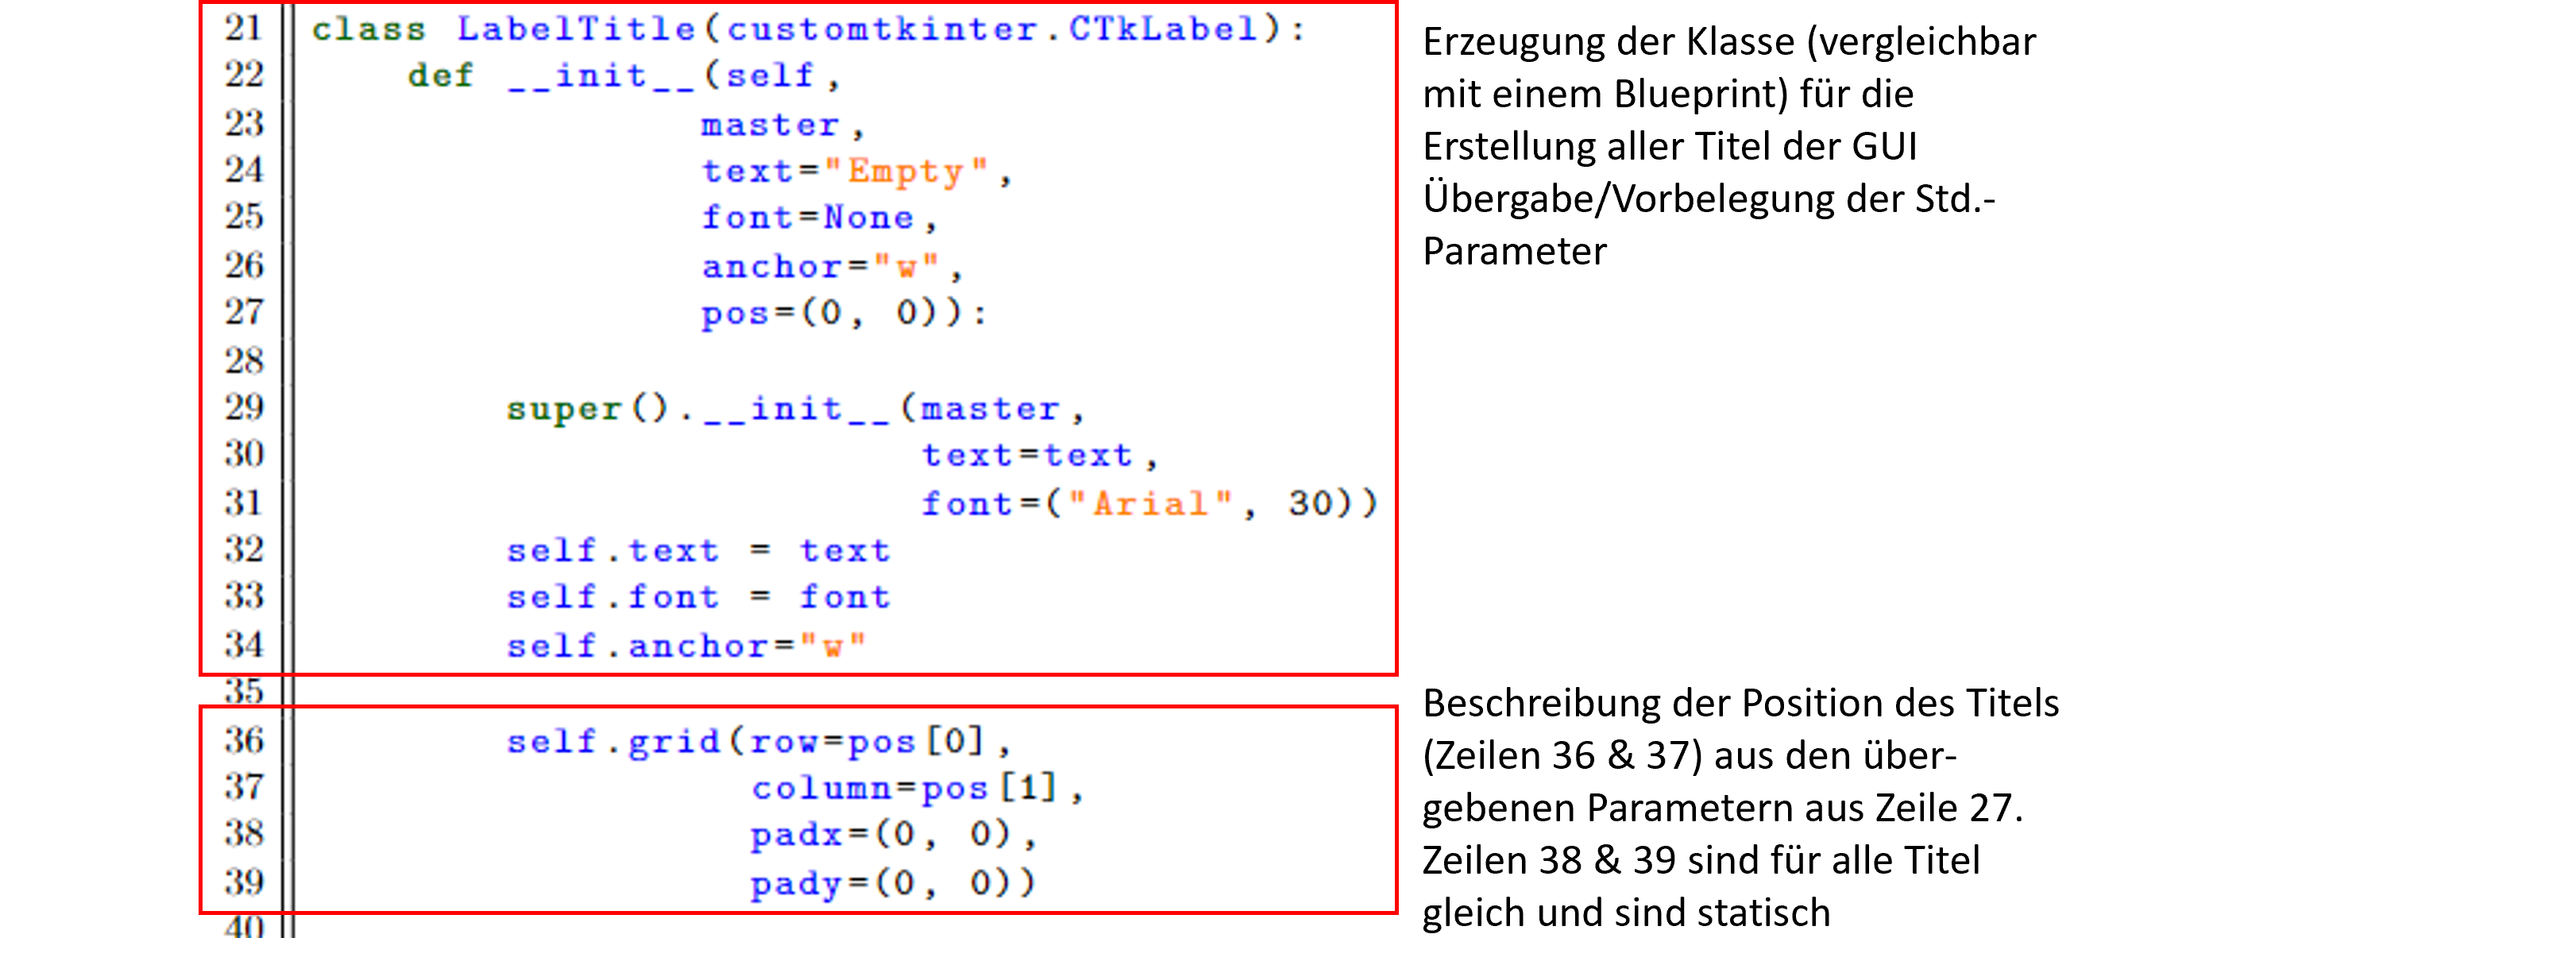 21 class LabelTitle(customtkinter.CTkLabel):
22 def __init__(self,
23 master,
24 text="Empty",
25 font=None,
26 anchor="w",
27 pos=(0, 0)):
28
29 super().__init__(master,
30 text=text,
31 font=("Arial", 30))
32 self.text = text
33 self.font = font
34 self.anchor="w"
35
36 self.grid(row=pos[0],
37 column=pos[1],
38 padx=(0, 0),
39 pady=(0, 0))
40
Erzeugung der Klasse (vergleichbar
mit einem Blueprint) für die
Erstellung aller Titel der GUI
Übergabe/Vorbelegung der Std.-
Parameter
Beschreibung der Position des Titels
(Zeilen 36 & 37) aus den über-
gebenen Parametern aus Zeile 27.
Zeilen 38 & 39 sind für alle Titel
gleich und sind statisch